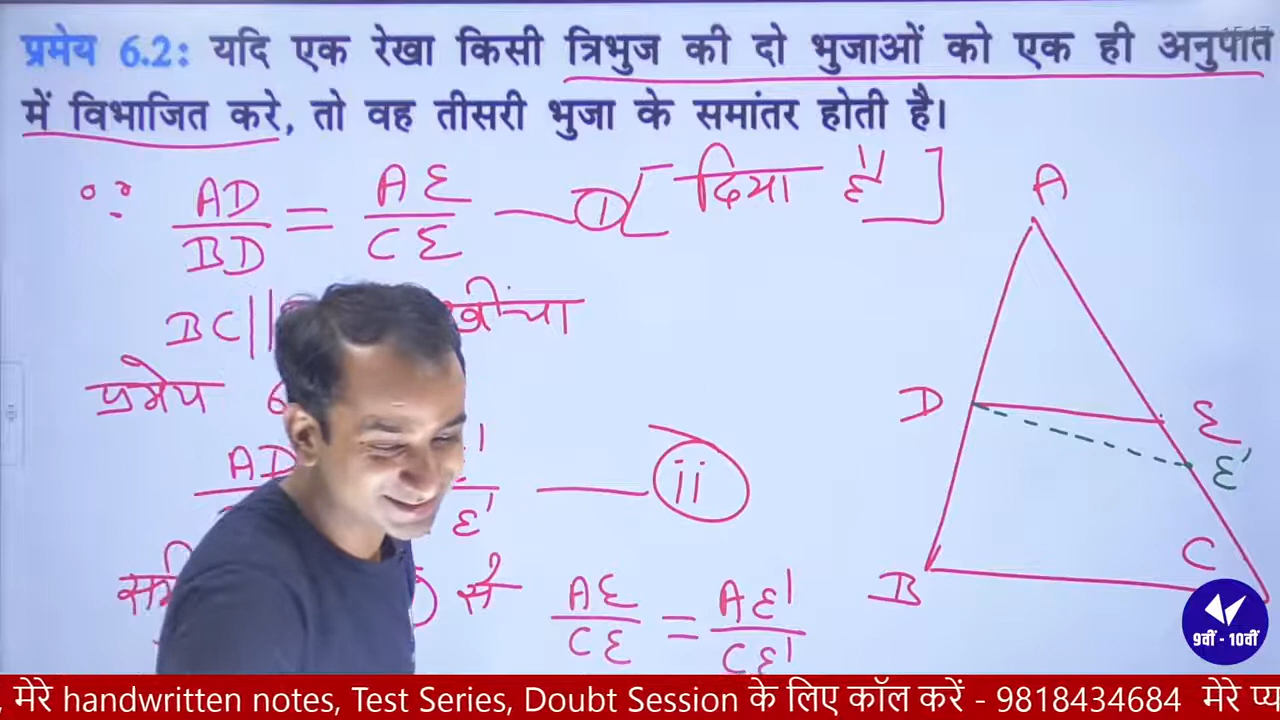 प्रमेय 6.2: यदि एक रेखा किसी त्रिभुज की दो भुजाओं को एक ही अनुपात
में विभाजित करे, तो वह तीसरी भुजा के समांतर होती है।
∵ AD/BD = AE/CE — ① [दिया है]
BC|| खींचा
प्रमेय 6
AD — ii
E'
से AE/CE = AE'/CE'
A
D
E
E'
B
C
9वीं - 10वीं
, मेरे handwritten notes, Test Series, Doubt Session के लिए कॉल करें - 9818434684 मेरे